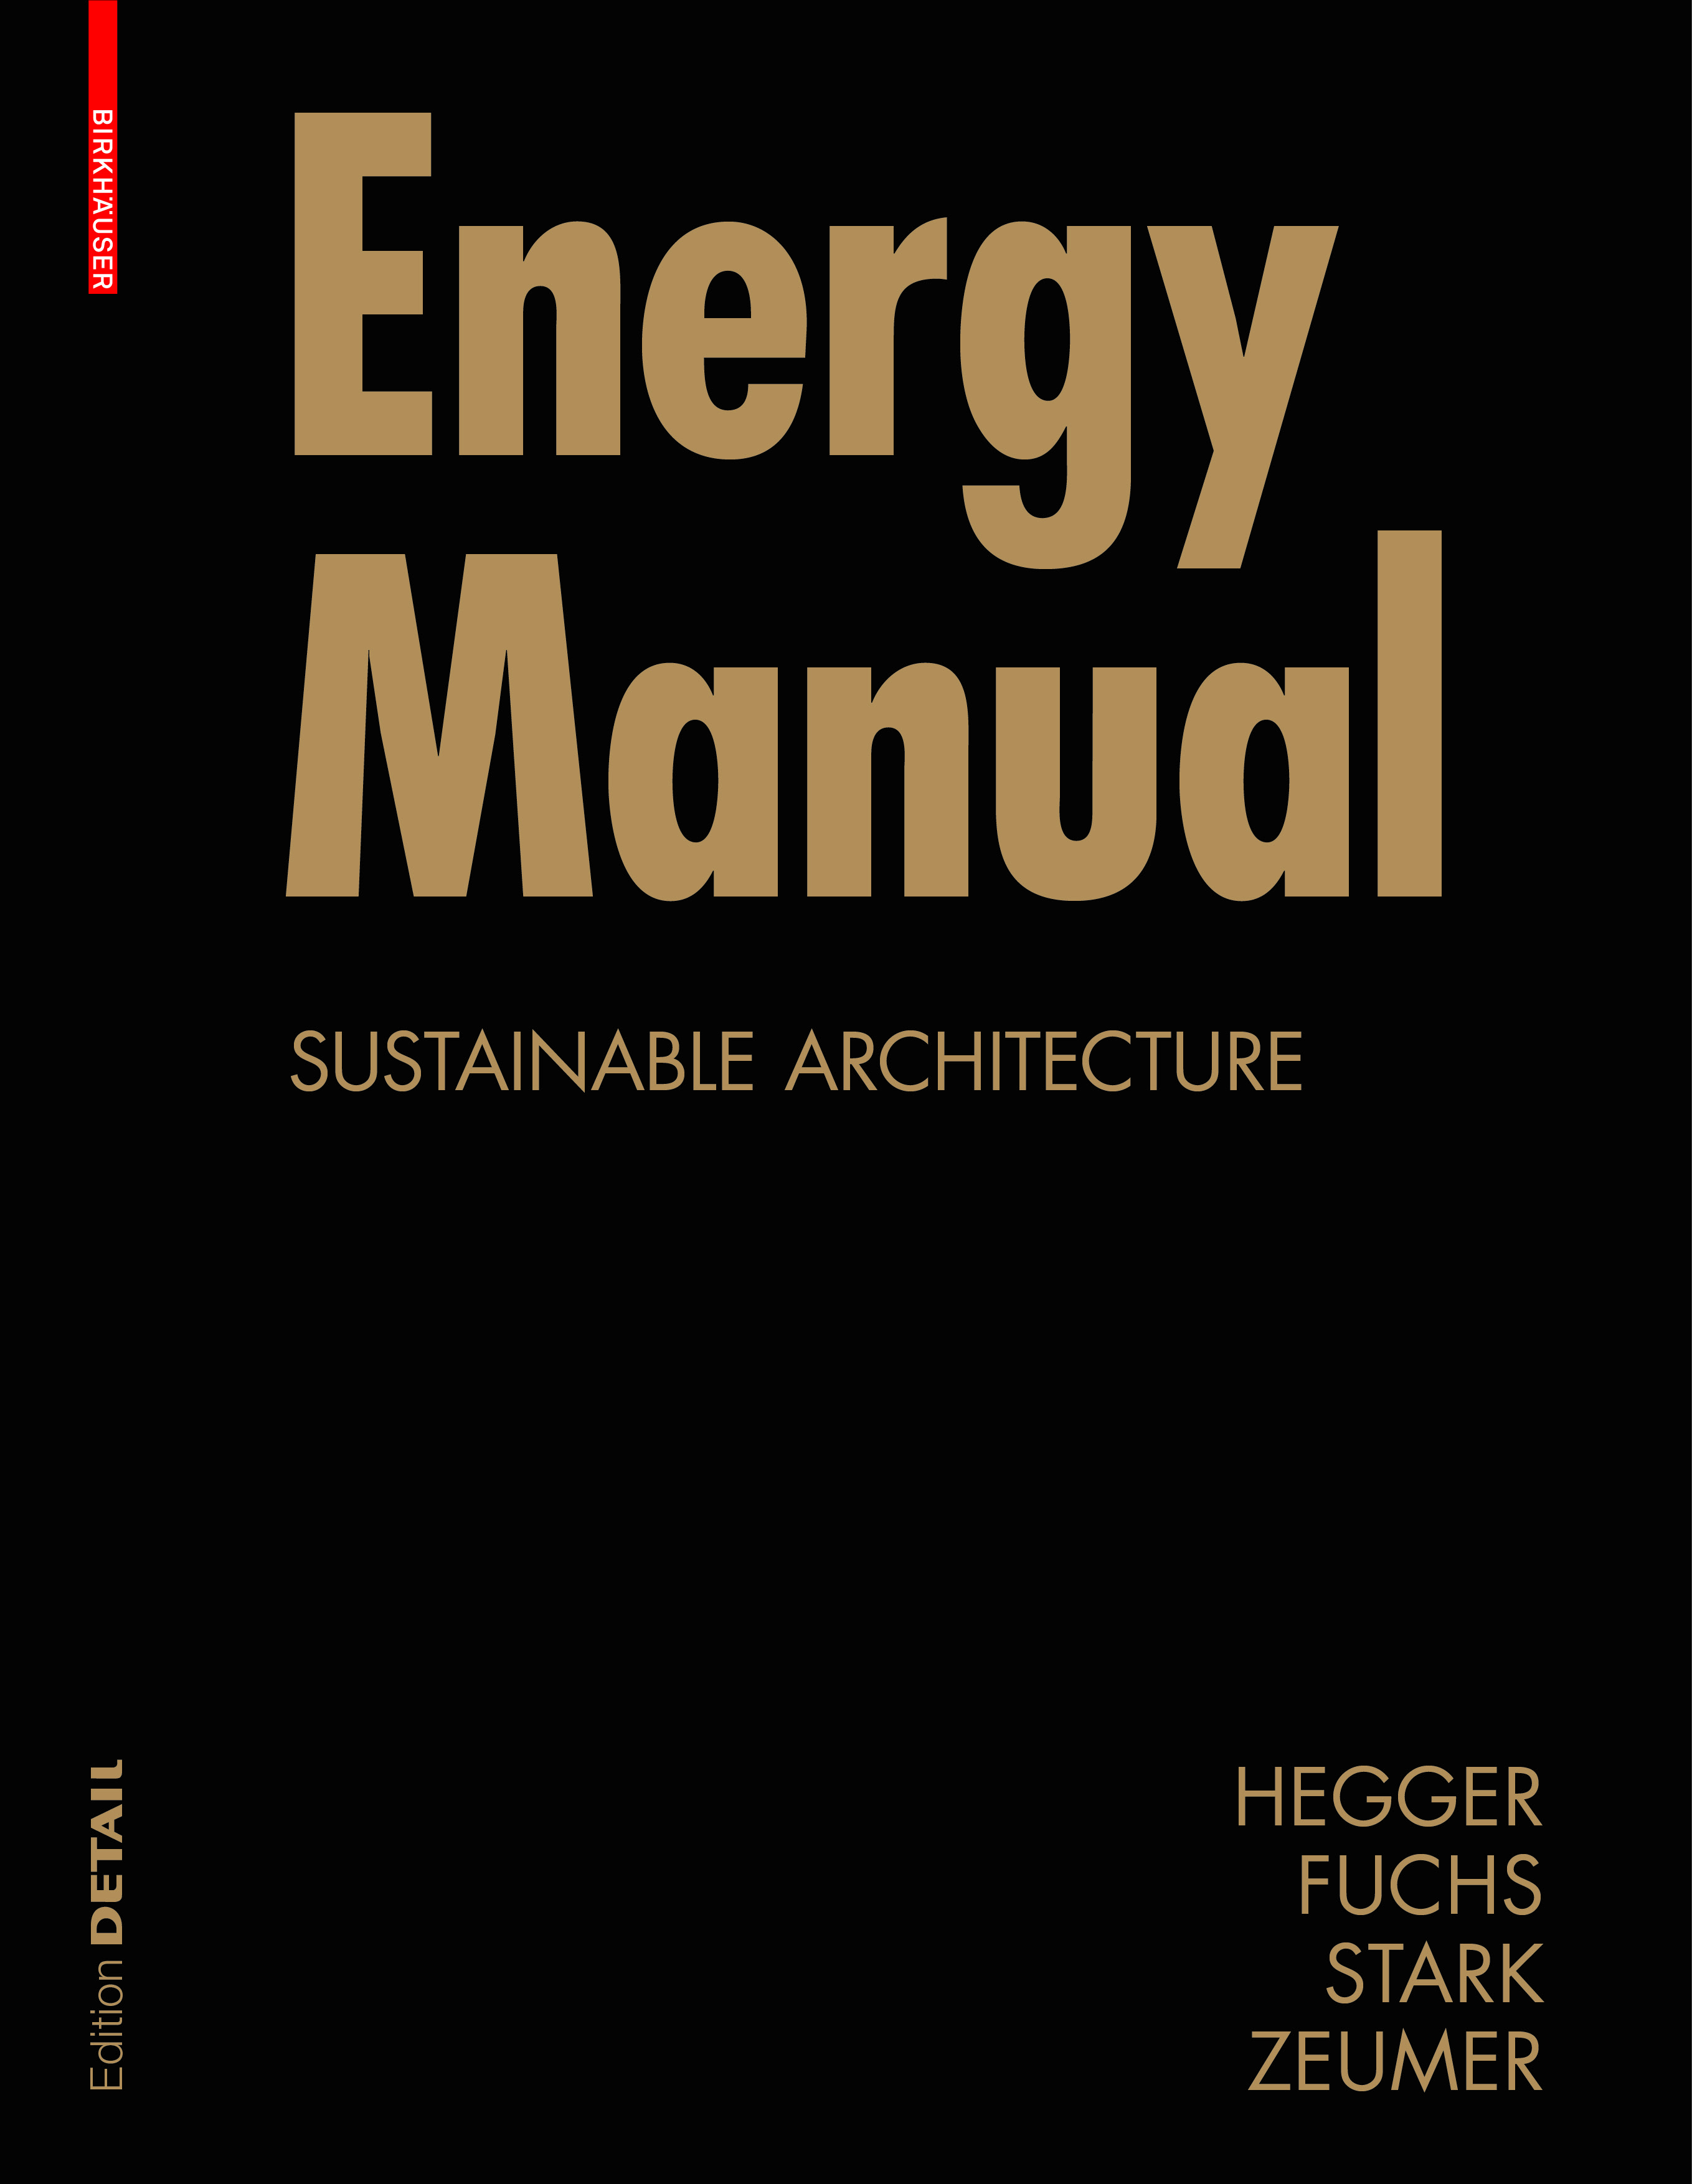 BIRKHÄUSER
Energy
Manual
SUSTAINABLE ARCHITECTURE
Edition DETAIL
HEGGER
FUCHS
STARK
ZEUMER